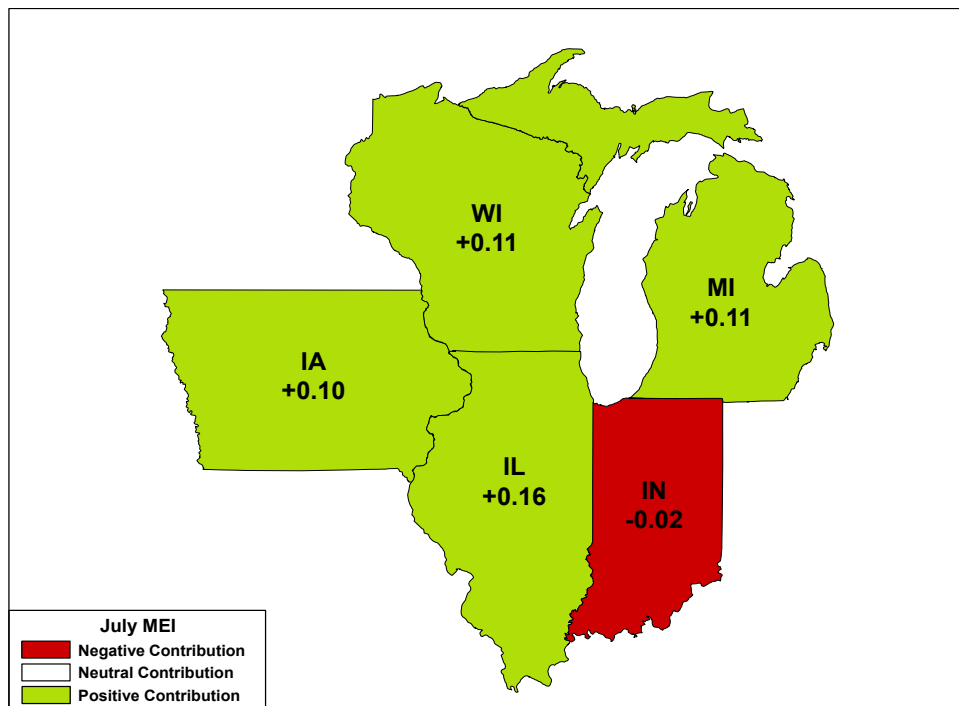 WI
+0.11
MI
+0.11
IA
+0.10
IL
+0.16
IN
-0.02
July MEI
Negative Contribution
Neutral Contribution
Positive Contribution